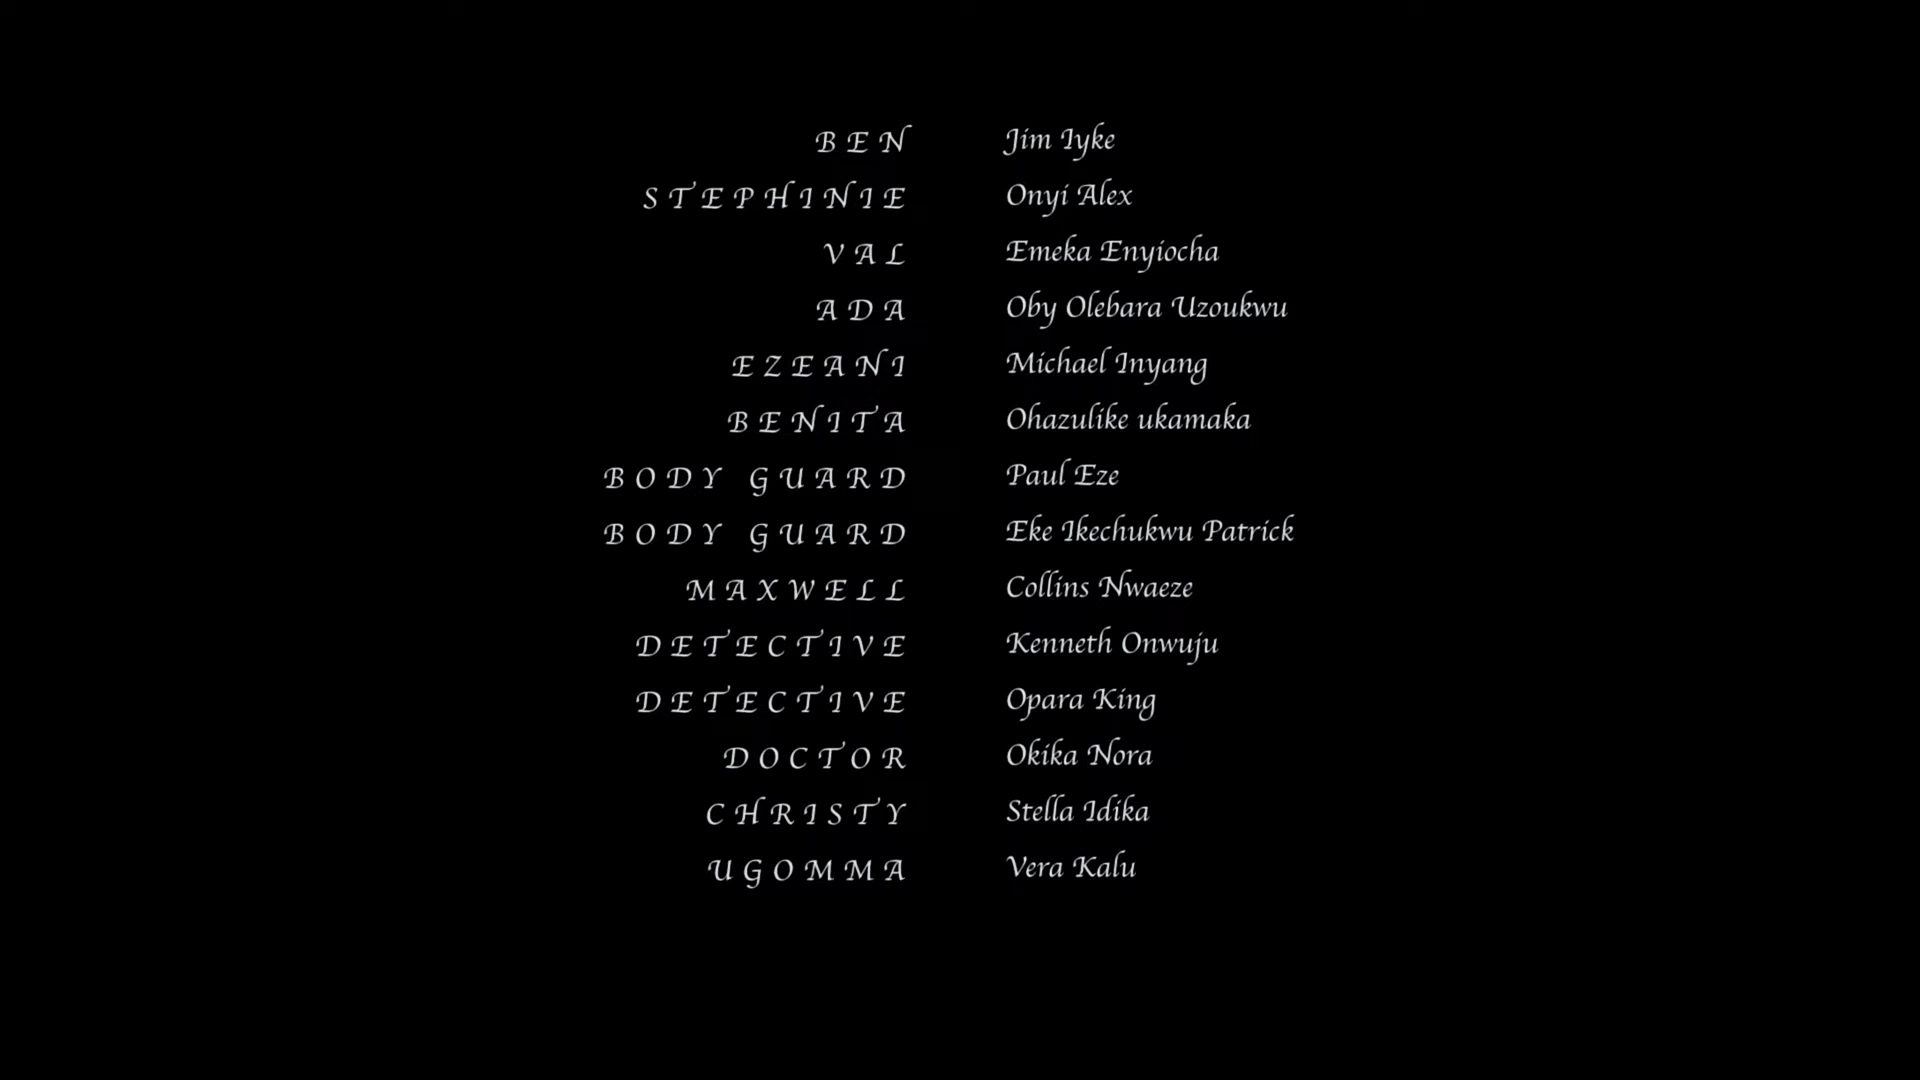 BEN Jim Iyke
STEPHINIE Onyi Alex
VAL Emeka Enyiocha
ADA Oby Olebara Uzoukwu
EZEANI Michael Inyang
BENITA Ohazulike ukamaka
BODY GUARD Paul Eze
BODY GUARD Eke Ikechukwu Patrick
MAXWELL Collins Nwaeze
DETECTIVE Kenneth Onwuju
DETECTIVE Opara King
DOCTOR Okika Nora
CHRISTY Stella Idika
UGOMMA Vera Kalu